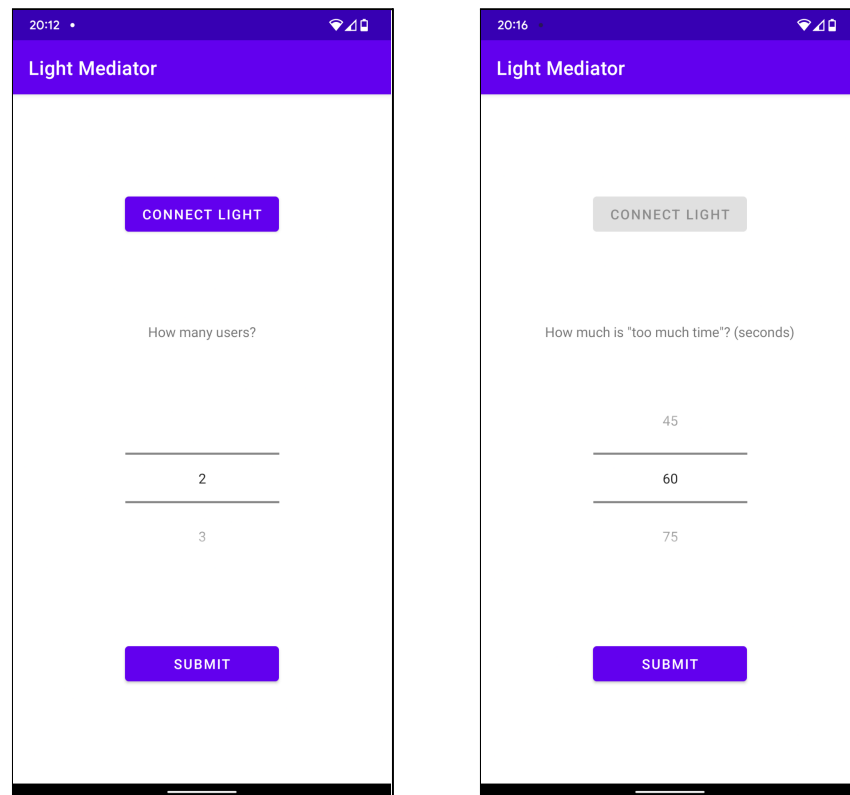 20:12
Light Mediator
CONNECT LIGHT
How many users?
2
3
SUBMIT
20:16
Light Mediator
CONNECT LIGHT
How much is "too much time"? (seconds)
45
60
75
SUBMIT